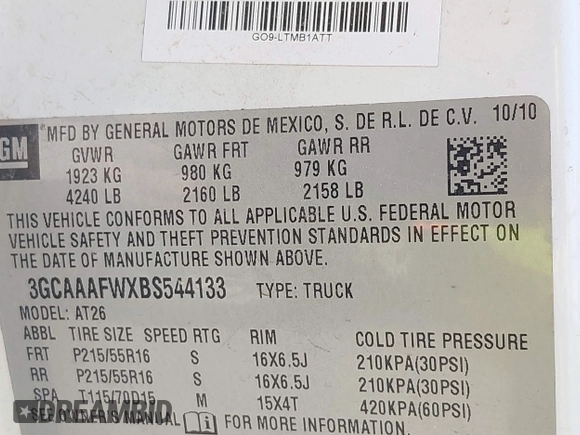 GO9-LTMB1ATT
GM *MFD BY GENERAL MOTORS DE MEXICO, S. DE R.L. DE C.V. 10/10
GVWR GAWR FRT GAWR RR
1923 KG 980 KG 979 KG
4240 LB 2160 LB 2158 LB
THIS VEHICLE CONFORMS TO ALL APPLICABLE U.S. FEDERAL MOTOR
VEHICLE SAFETY AND THEFT PREVENTION STANDARDS IN EFFECT ON
THE DATE OF MANUFACTURE SHOWN ABOVE.
3GCAAAFWXBS544133 TYPE: TRUCK
MODEL: AT26
ABBL TIRE SIZE SPEED RTG RIM COLD TIRE PRESSURE
FRT P215/55R16 S 16X6.5J 210KPA(30PSI)
RR P215/55R16 S 16X6.5J 210KPA(30PSI)
SPA T115/70D15 M 15X4T 420KPA(60PSI)
SEE OWNERS MANUAL i FOR MORE INFORMATION.
DREAMBID